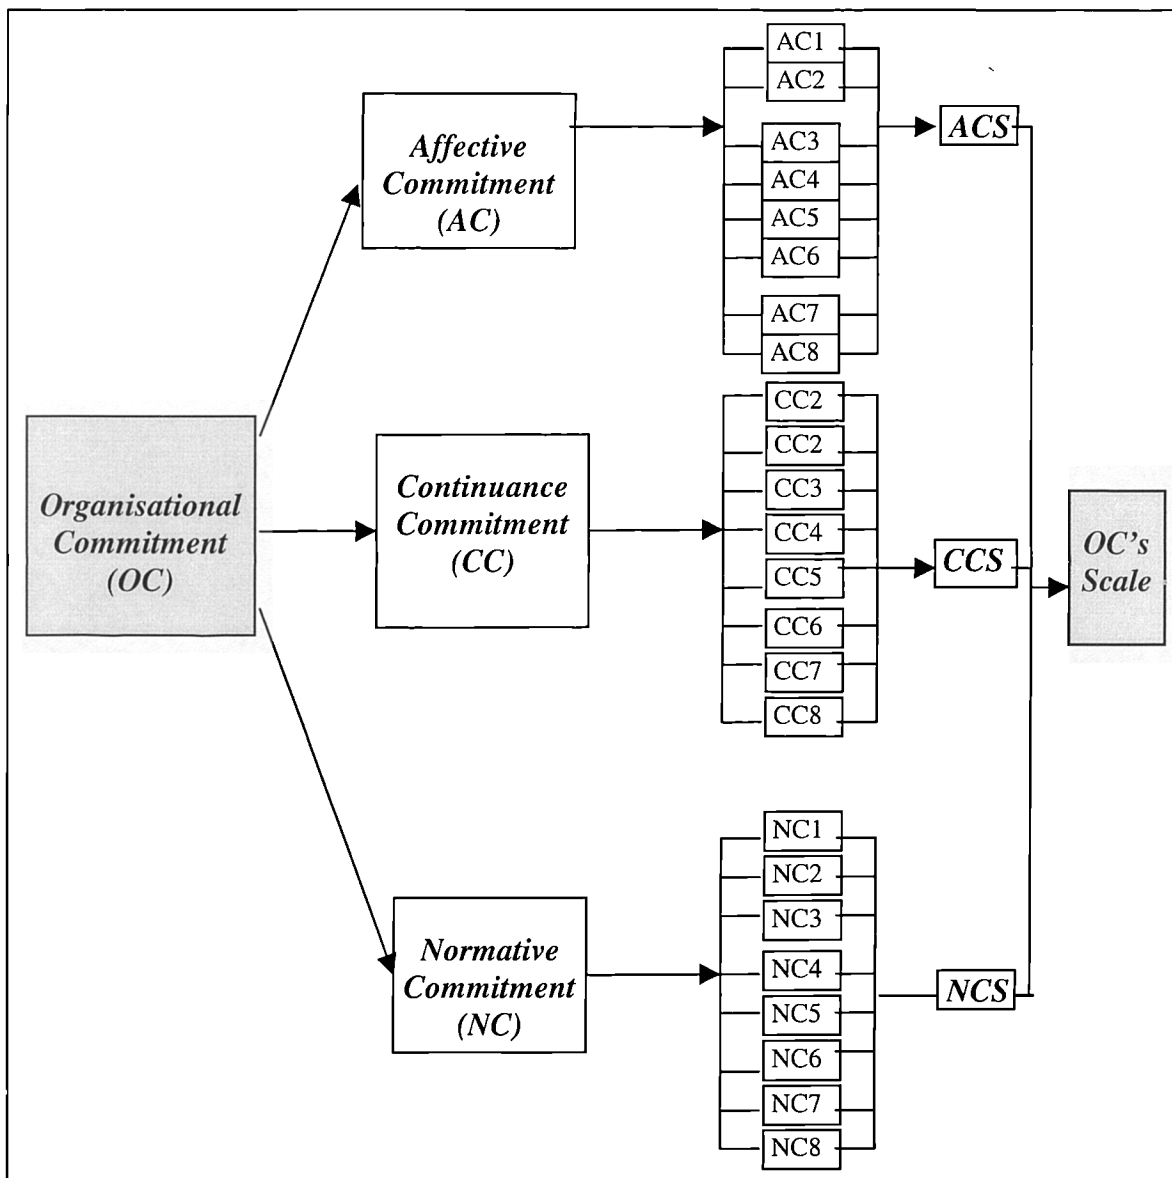 Organisational
Commitment
(OC)
Affective
Commitment
(AC)
Continuance
Commitment
(CC)
Normative
Commitment
(NC)
AC1
AC2
AC3
AC4
AC5
AC6
AC7
AC8
CC2
CC2
CC3
CC4
CC5
CC6
CC7
CC8
NC1
NC2
NC3
NC4
NC5
NC6
NC7
NC8
ACS
CCS
NCS
OC's
Scale